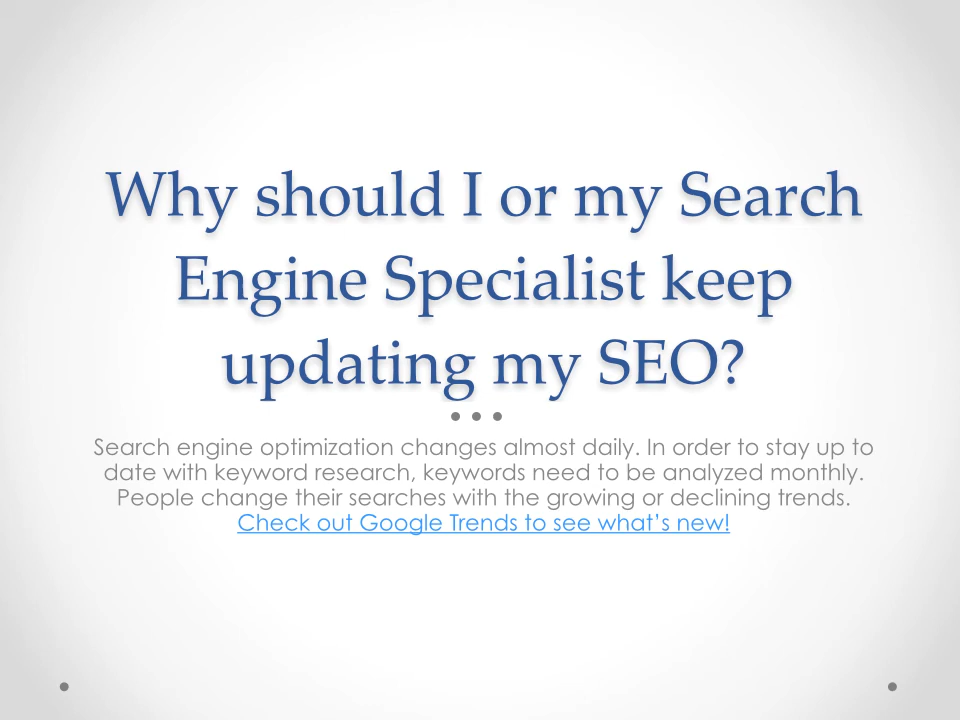 Why should I or my Search
Engine Specialist keep
updating my SEO?
Search engine optimization changes almost daily. In order to stay up to
date with keyword research, keywords need to be analyzed monthly.
People change their searches with the growing or declining trends.
Check out Google Trends to see what’s new!